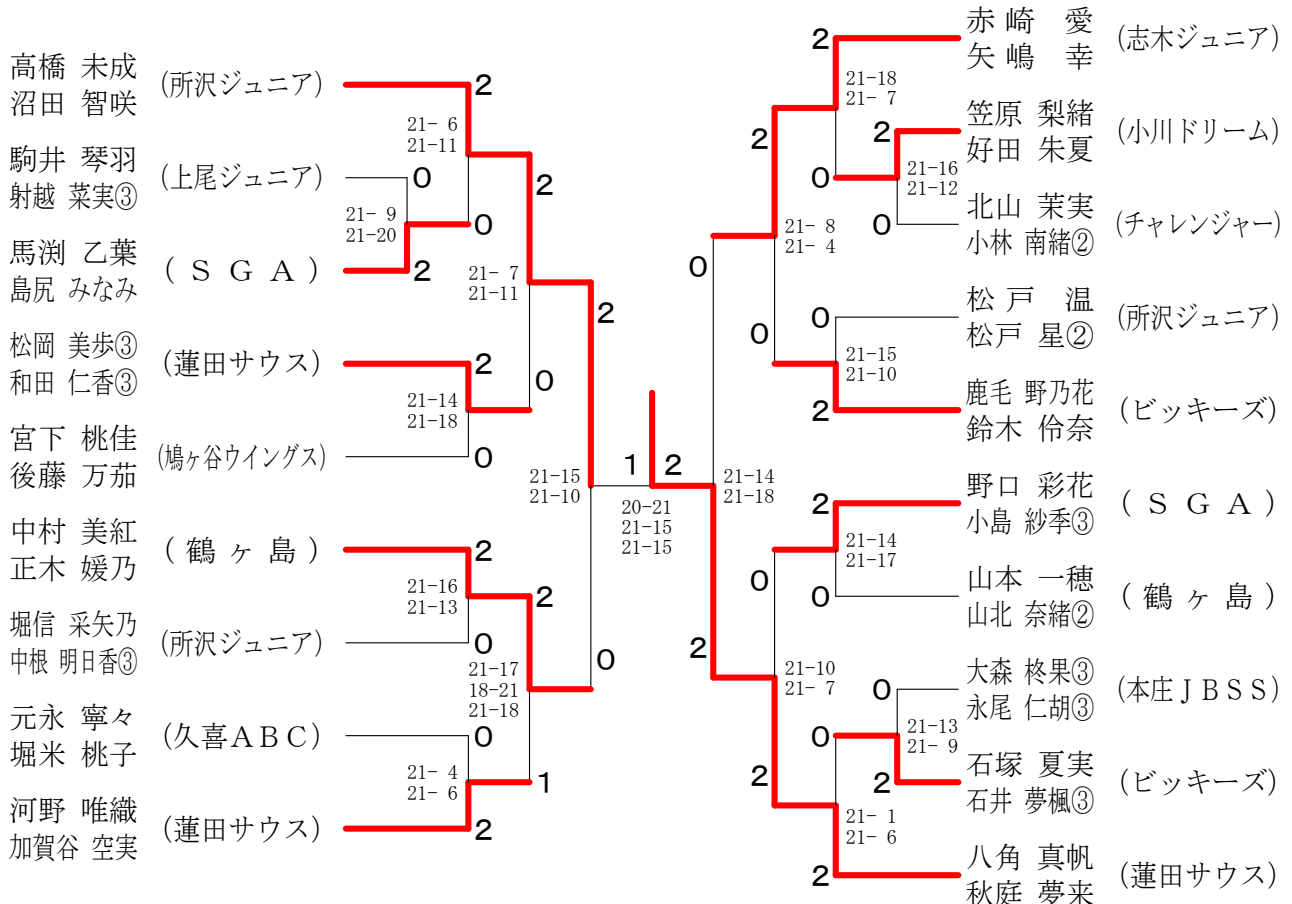 高橋 未成
沼田 智咲
(所沢ジュニア)
2
21- 6
21-11
駒井 琴羽
射越 菜実③
(上尾ジュニア)
0
21- 9
21-20
0
馬渕 乙葉
島尻 みなみ
(SGA)
2
2
21- 7
21-11
松岡 美歩③
和田 仁香③
(蓮田サウス)
2
21-14
21-18
0
宮下 桃佳
後藤 万茄
(鳩ヶ谷ウイングス)
0
2
21-15
21-10
中村 美紅
正木 媛乃
(鶴ヶ島)
2
21-16
21-13
2
堀信 采矢乃
中根 明日香③
(所沢ジュニア)
0
21-17
18-21
21-18
0
元永 寧々
堀米 桃子
(久喜ABC)
0
21- 4
21- 6
1
河野 唯織
加賀谷 空実
(蓮田サウス)
2
1
2
20-21
21-15
21-15
赤崎 愛
矢嶋 幸
(志木ジュニア)
2
21-18
21- 7
笠原 梨緒
好田 朱夏
(小川ドリーム)
2
21-16
21-12
2
0
北山 茉実
小林 南緒②
(チャレンジャー)
0
21- 8
21- 4
0
松戸 温
松戸 星②
(所沢ジュニア)
0
21-15
21-10
0
鹿毛 野乃花
鈴木 伶奈
(ビッキーズ)
2
21-14
21-18
野口 彩花
小島 紗季③
(SGA)
2
21-14
21-17
0
山本 一穂
山北 奈緒②
(鶴ヶ島)
0
2
21-10
21- 7
大森 柊果③
永尾 仁胡③
(本庄JBSS)
0
21-13
21- 9
0
石塚 夏実
石井 夢楓③
(ビッキーズ)
2
2
21- 1
21- 6
八角 真帆
秋庭 夢来
(蓮田サウス)
2